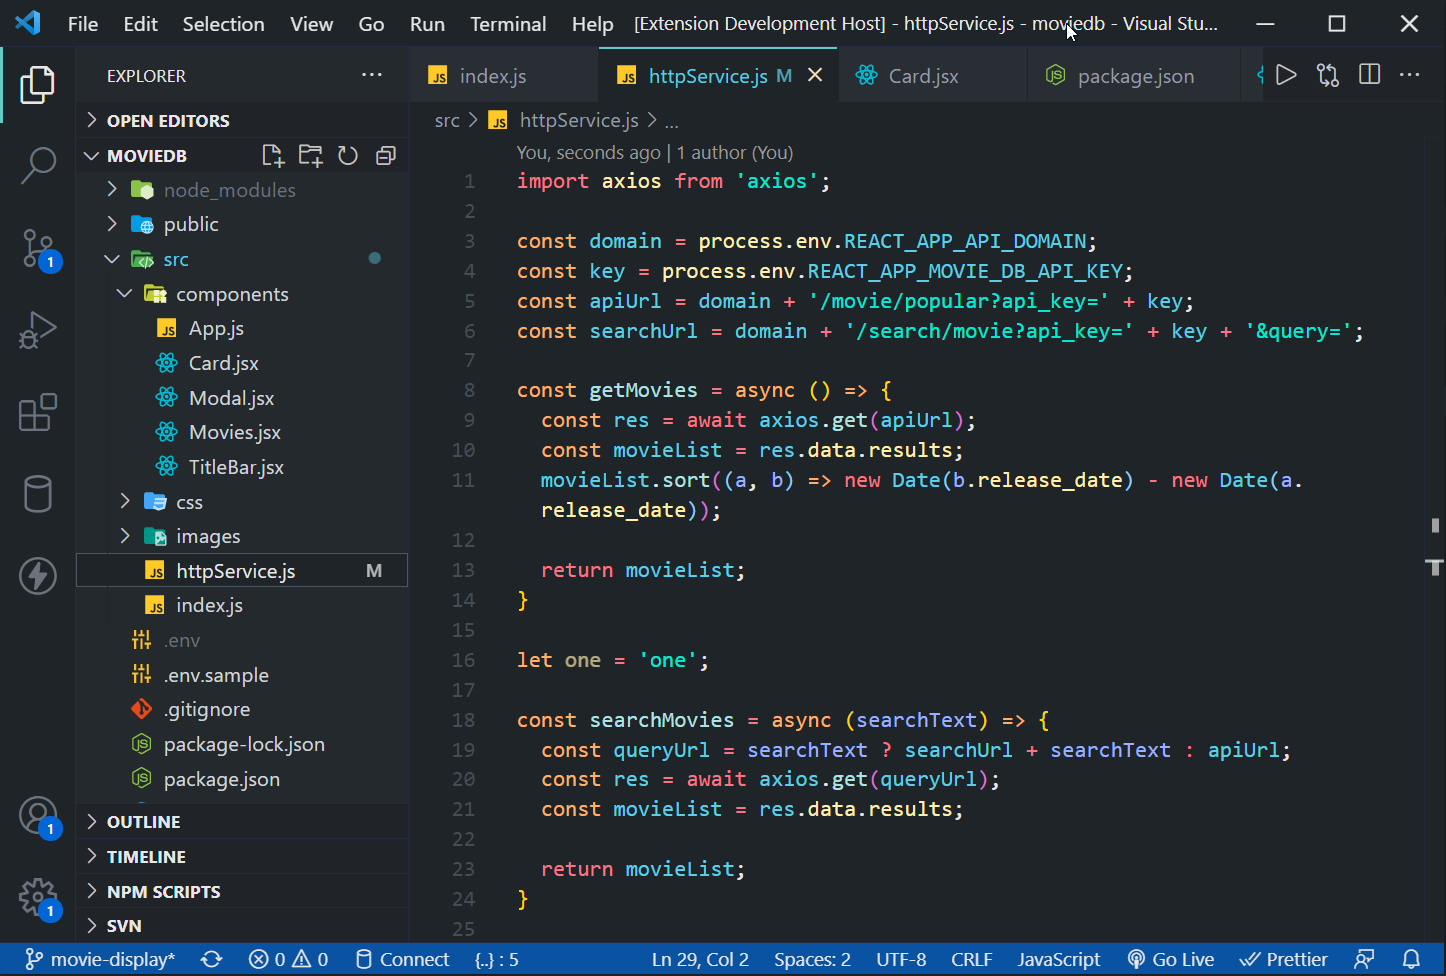 File Edit Selection View Go Run Terminal Help [Extension Development Host] - httpService.js - moviedb - Visual Stu...
EXPLORER
OPEN EDITORS
MOVIEDB
node_modules
public
src
components
JS App.js
Card.jsx
Modal.jsx
Movies.jsx
TitleBar.jsx
css
images
JS httpService.js M
JS index.js
.env
.env.sample
.gitignore
JS package-lock.json
JS package.json
OUTLINE
TIMELINE
NPM SCRIPTS
SVN
1
1
1
JS index.js JS httpService.js M Card.jsx JS package.json
src > JS httpService.js > ...
You, seconds ago | 1 author (You)
1 import axios from 'axios';
2
3 const domain = process.env.REACT_APP_API_DOMAIN;
4 const key = process.env.REACT_APP_MOVIE_DB_API_KEY;
5 const apiUrl = domain + '/movie/popular?api_key=' + key;
6 const searchUrl = domain + '/search/movie?api_key=' + key + '&query=';
7
8 const getMovies = async () => {
9 const res = await axios.get(apiUrl);
10 const movieList = res.data.results;
11 movieList.sort((a, b) => new Date(b.release_date) - new Date(a.
release_date));
12
13 return movieList;
14 }
15
16 let one = 'one';
17
18 const searchMovies = async (searchText) => {
19 const queryUrl = searchText ? searchUrl + searchText : apiUrl;
20 const res = await axios.get(queryUrl);
21 const movieList = res.data.results;
22
23 return movieList;
24 }
25
movie-display* 0 0 Connect {..} : 5 Ln 29, Col 2 Spaces: 2 UTF-8 CRLF JavaScript Go Live Prettier